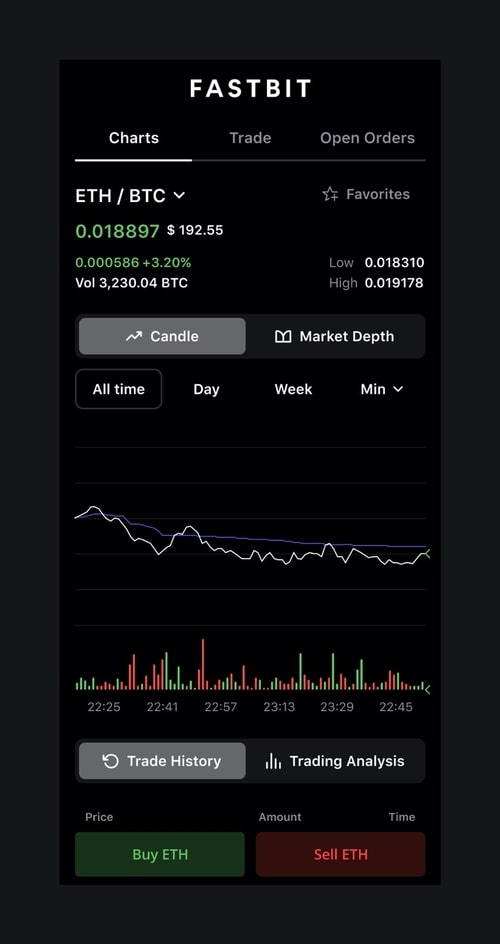 FASTBIT
Charts Trade Open Orders
ETH / BTC Favorites
0.018897 $ 192.55
0.000586 +3.20% Low 0.018310
Vol 3,230.04 BTC High 0.019178
Candle Market Depth
All time Day Week Min
22:25 22:41 22:57 23:13 23:29 22:45
Trade History Trading Analysis
Price Amount Time
Buy ETH Sell ETH